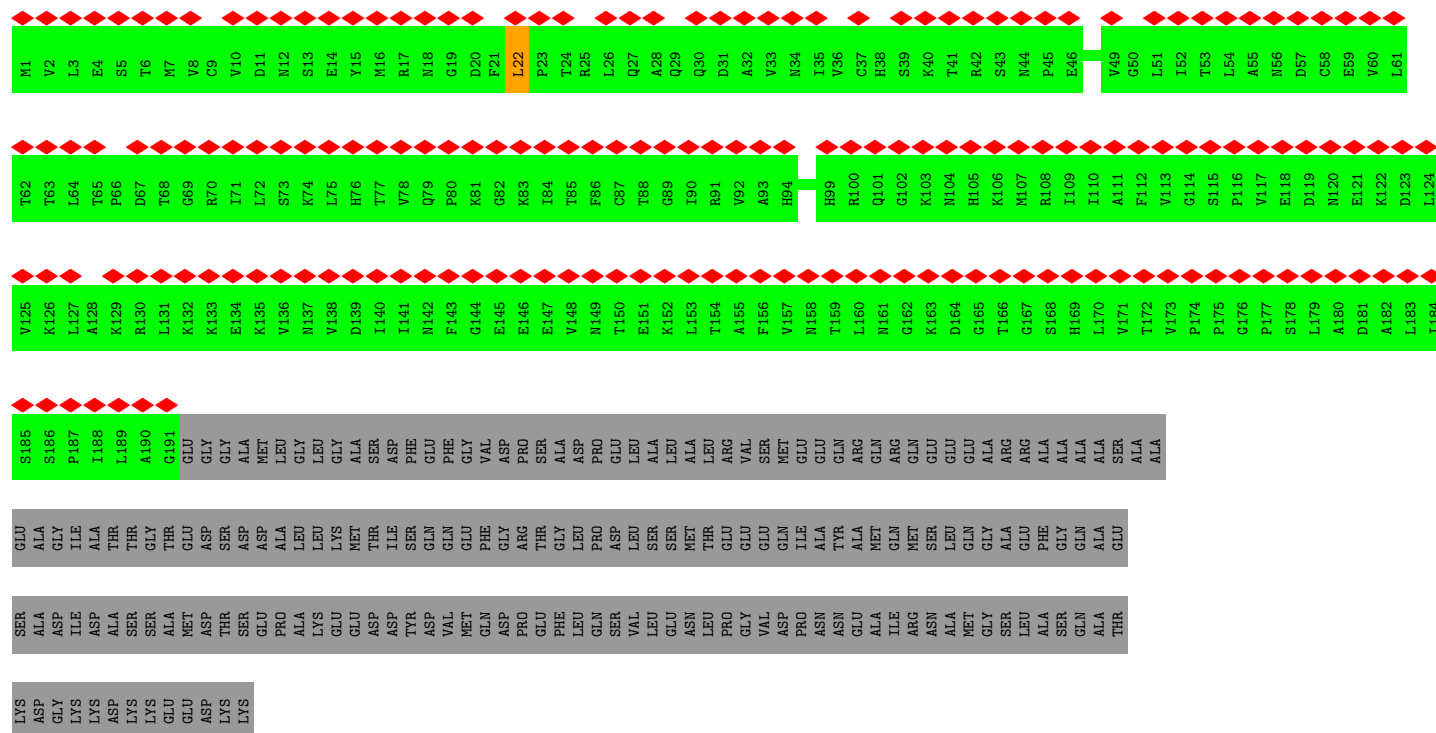 M1 V2 L3 E4 S5 T6 M7 V8 C9 V10 D11 N12 S13 E14 Y15 M16 R17 N18 G19 D20 F21 L22 P23 T24 R25 L26 Q27 A28 Q29 Q30 D31 A32 V33 N34 I35 V36 C37 H38 S39 K40 T41 R42 S43 N44 P45 E46 V49 G50 L51 I52 T53 L54 A55 N56 D57 C58 E59 V60 L61
T62 T63 L64 T65 P66 D67 T68 G69 R70 I71 L72 S73 K74 L75 H76 T77 V78 Q79 P80 K81 G82 K83 I84 T85 F86 C87 T88 G89 I90 R91 V92 A93 H94 H99 R100 Q101 G102 K103 N104 H105 K106 M107 R108 I109 I110 A111 F112 V113 G114 S115 P116 V117 E118 D119 N120 E121 K122 D123 L124
V125 K126 L127 A128 K129 R130 L131 K132 K133 E134 K135 V136 N137 V138 D139 I140 I141 N142 F143 G144 E145 E146 E147 V148 N149 T150 E151 K152 L153 T154 A155 F156 V157 N158 T159 L160 N161 G162 K163 D164 G165 T166 G167 S168 H169 L170 V171 T172 V173 P174 P175 G176 P177 S178 L179 A180 D181 A182 L183 I184
S185 S186 P187 I188 L189 A190 G191 GLU GLY GLY ALA MET LEU GLY LEU GLY ALA SER ASP PHE GLU PHE GLY VAL ASP PRO SER ALA ASP PRO GLU LEU ALA LEU ALA LEU ARG VAL SER MET GLU GLU GLN ARG GLN ARG GLN GLU GLU GLU ALA ARG ARG ALA ALA ALA ALA SER ALA ALA
GLU ALA GLY ILE ALA THR THR GLY THR GLU ASP SER ASP ASP ALA LEU LEU LYS MET THR ILE SER GLN GLN GLU PHE GLY ARG THR GLY LEU PRO ASP LEU SER SER MET THR GLU GLU GLU GLN ILE ALA TYR ALA MET GLN MET SER LEU GLN GLY ALA GLU PHE GLY GLN ALA GLU
SER ALA ASP ILE ASP ALA SER SER ALA MET ASP THR SER GLU PRO ALA LYS GLU GLU ASP ASP TYR ASP VAL MET GLN ASP PRO GLU PHE LEU GLN SER VAL LEU GLU ASN LEU PRO GLY VAL ASP PRO ASN ASN GLU ALA ILE ARG ASN ALA MET GLY SER LEU ALA SER GLN ALA THR
LYS ASP GLY LYS LYS ASP LYS LYS GLU GLU ASP LYS LYS